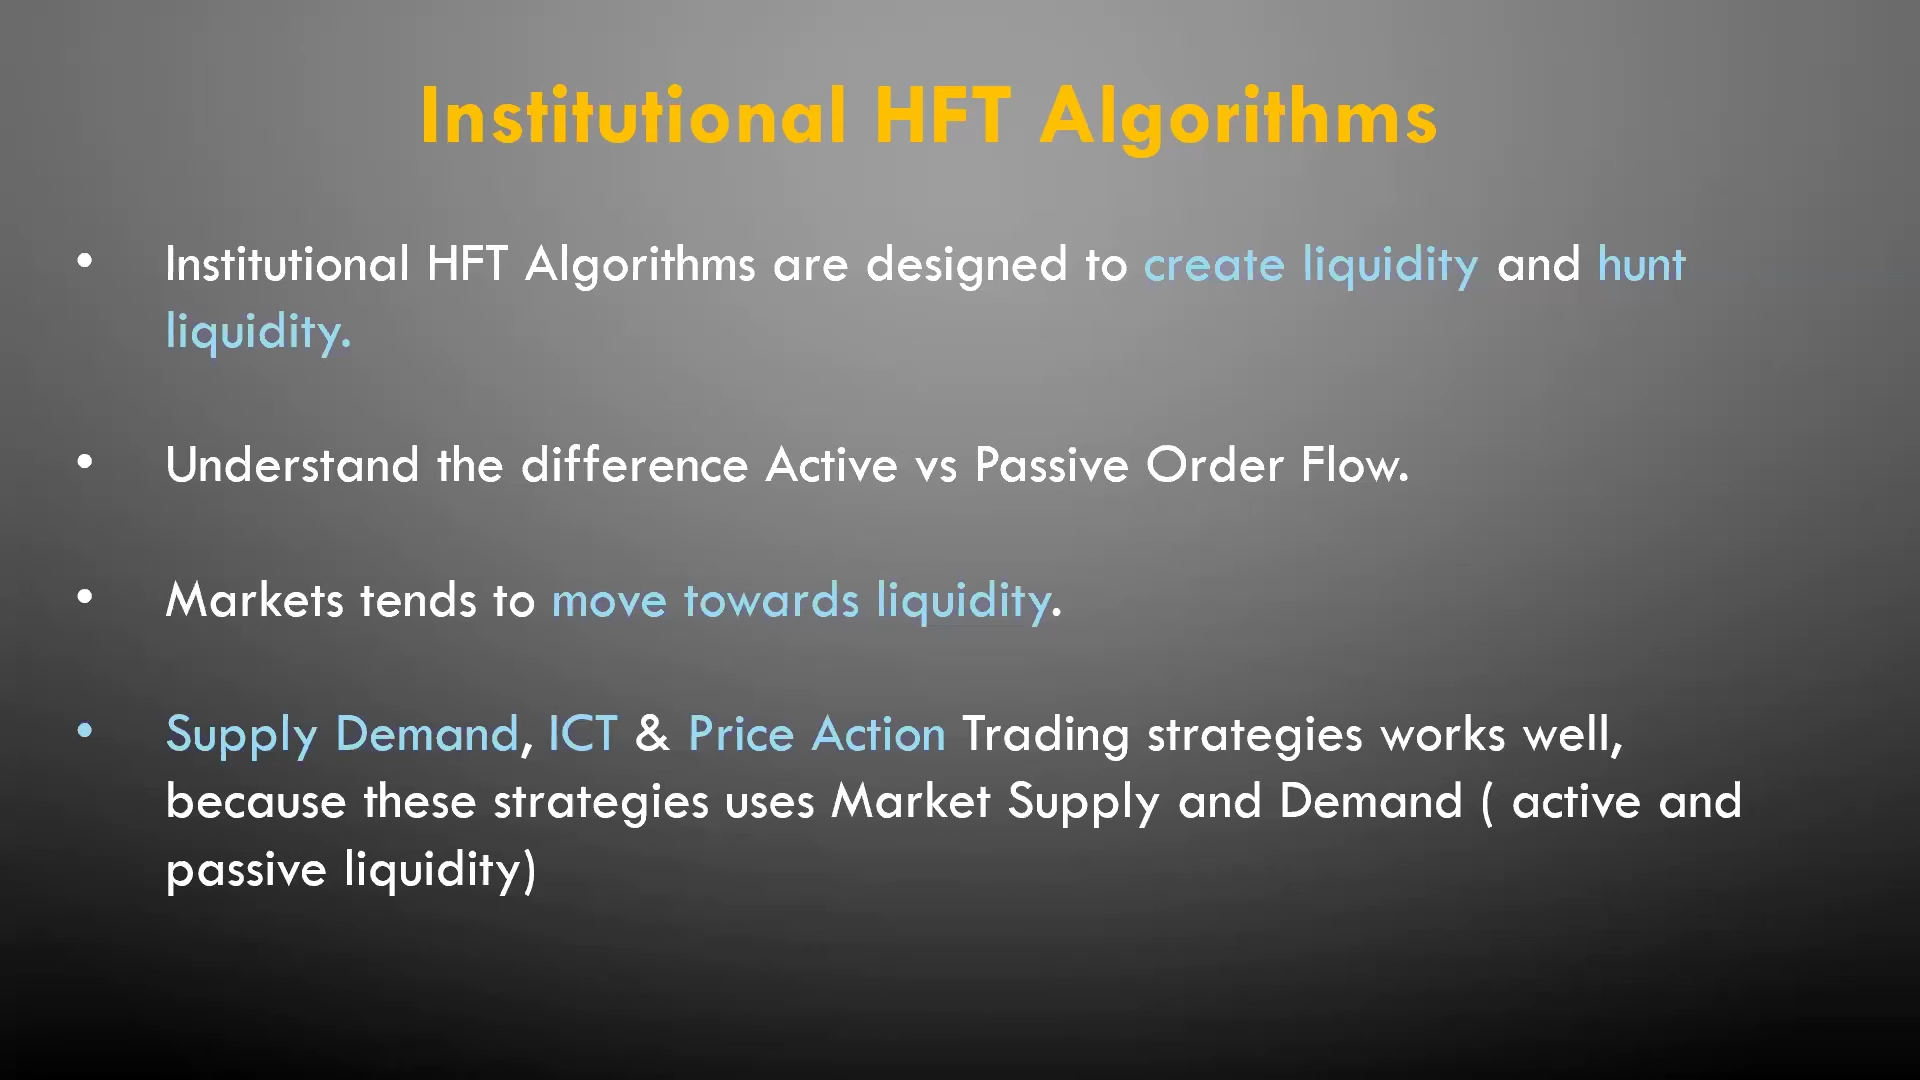 Institutional HFT Algorithms
• Institutional HFT Algorithms are designed to create liquidity and hunt
liquidity.
• Understand the difference Active vs Passive Order Flow.
• Markets tends to move towards liquidity.
• Supply Demand, ICT & Price Action Trading strategies works well,
because these strategies uses Market Supply and Demand ( active and
passive liquidity)